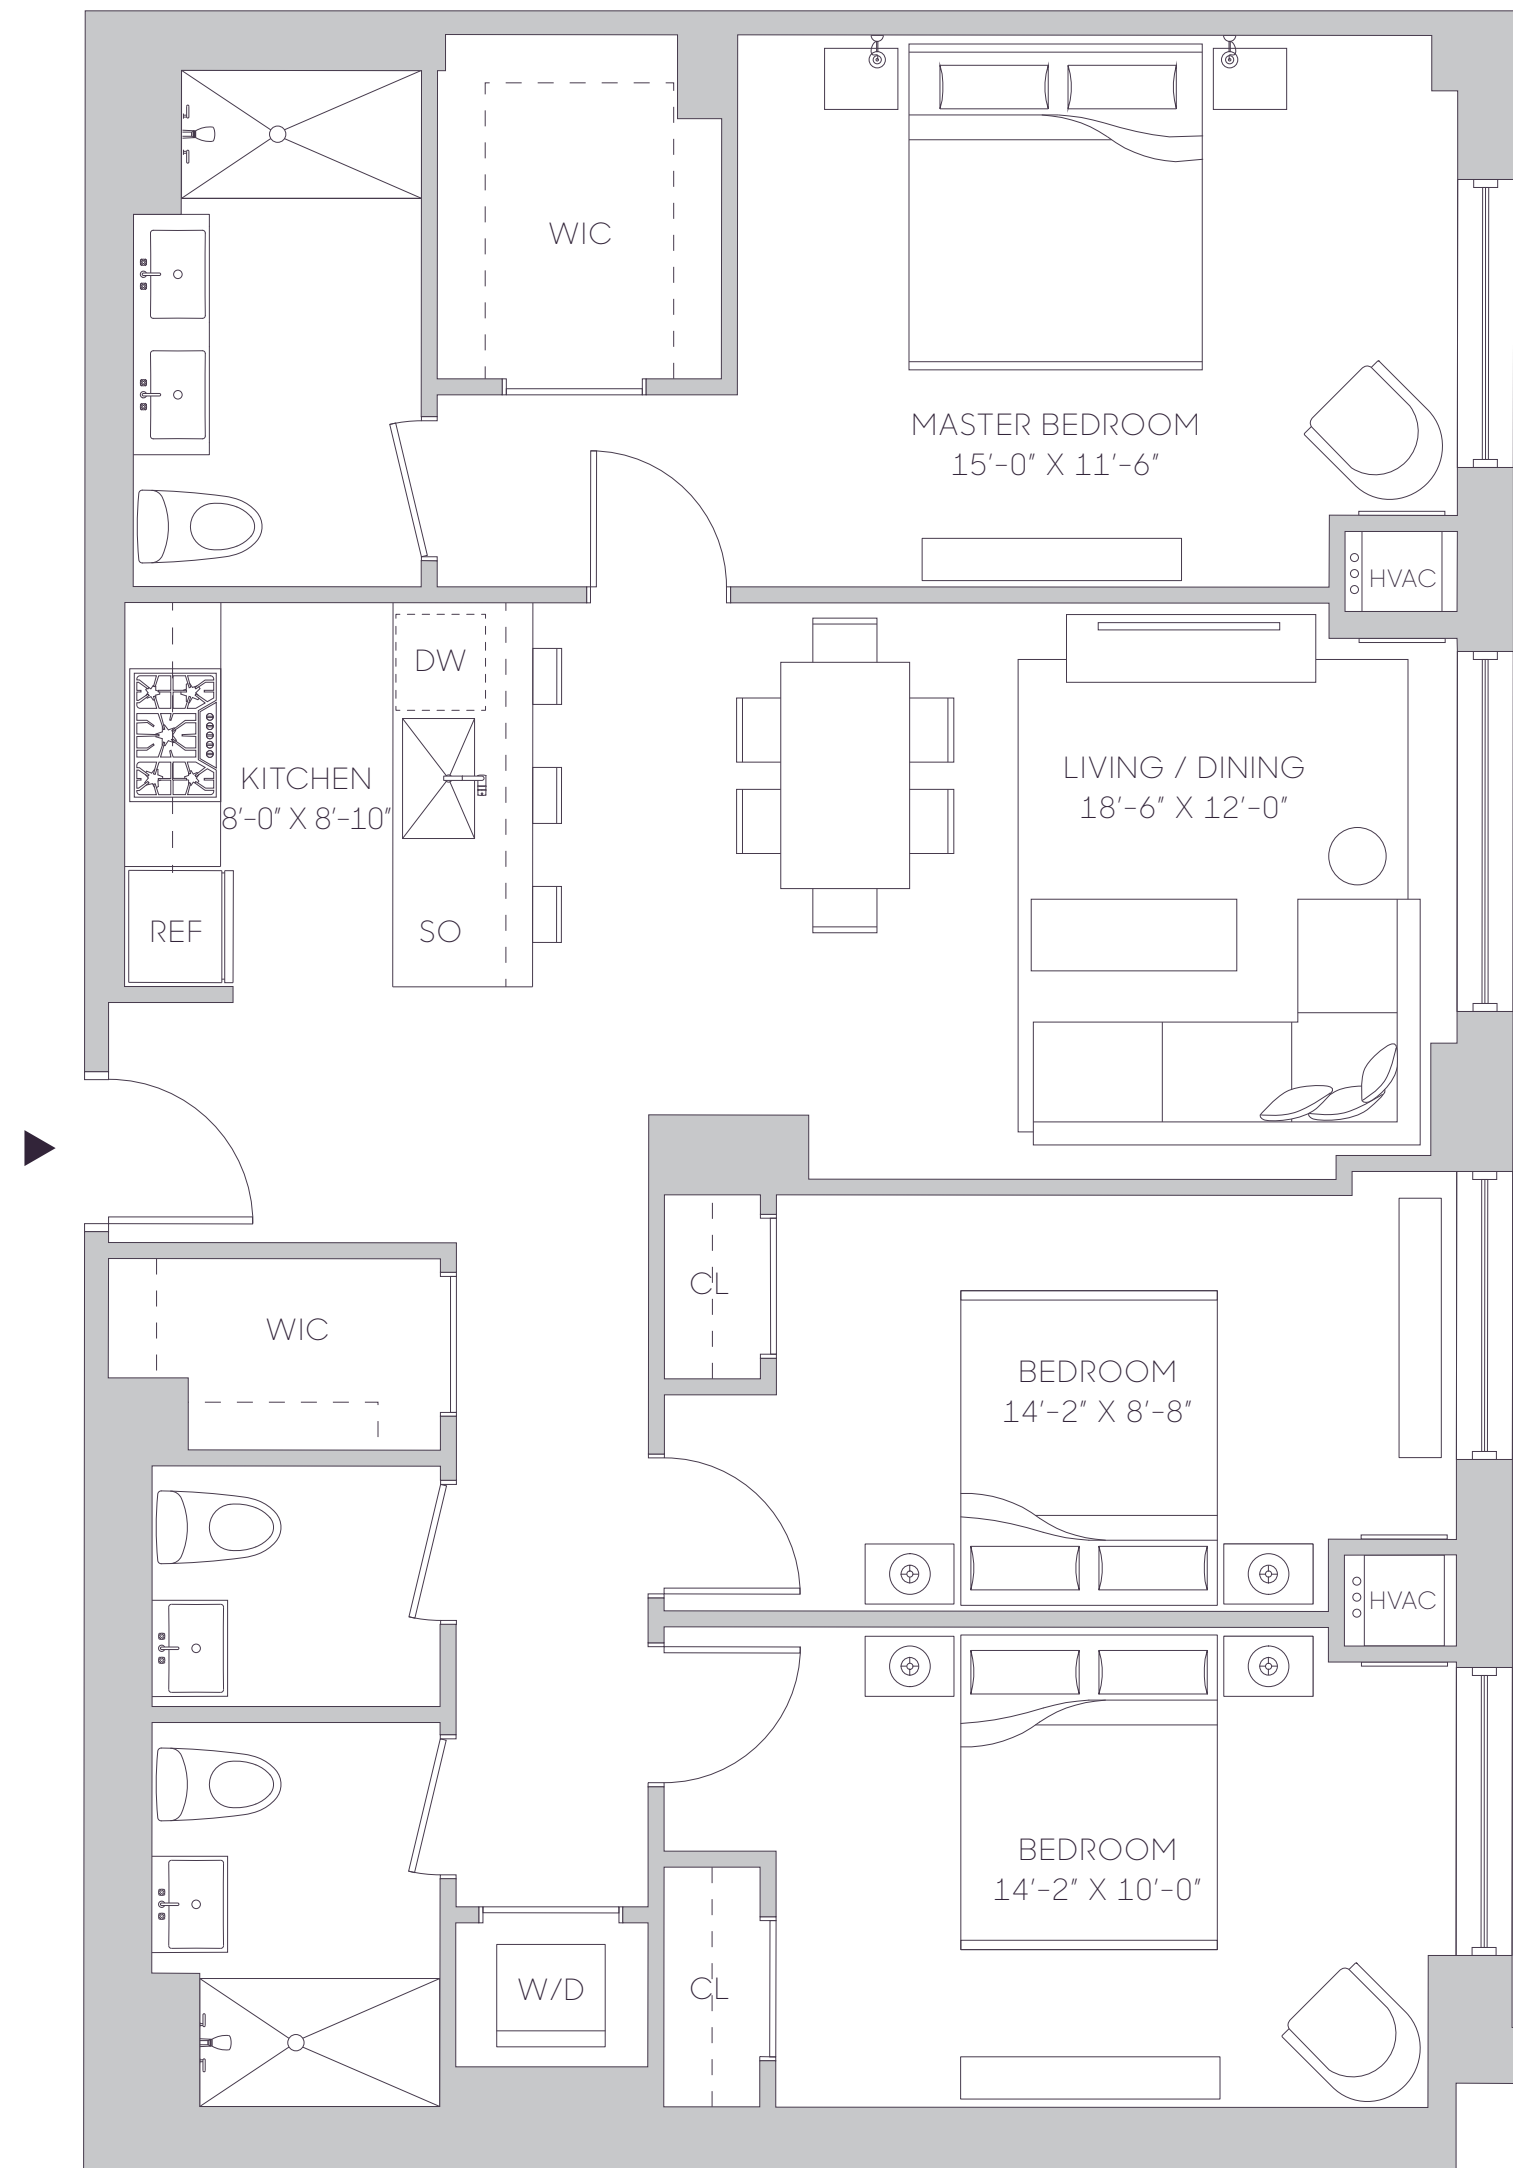 WIC
MASTER BEDROOM
15'-0" X 11'-6"
HVAC
DW
KITCHEN
8'-0" X 8'-10"
LIVING / DINING
18'-6" X 12'-0"
REF
SO
CL
WIC
BEDROOM
14'-2" X 8'-8"
HVAC
BEDROOM
14'-2" X 10'-0"
W/D
CL